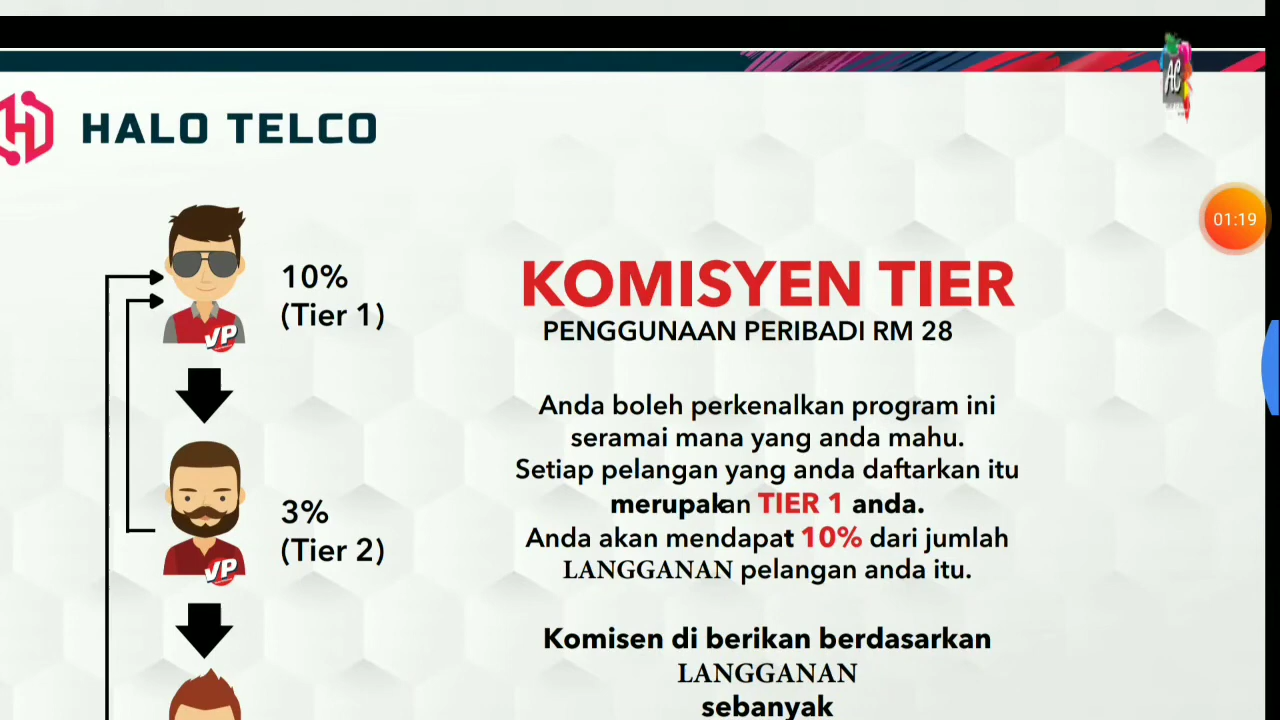 HALO TELCO
AC
01:19
10%
(Tier 1)
VP
KOMISYEN TIER
PENGGUNAAN PERIBADI RM 28
Anda boleh perkenalkan program ini
seramai mana yang anda mahu.
Setiap pelangan yang anda daftarkan itu
merupakan TIER 1 anda.
Anda akan mendapat 10% dari jumlah
LANGGANAN pelangan anda itu.
3%
(Tier 2)
VP
Komisen di berikan berdasarkan
LANGGANAN
sebanyak